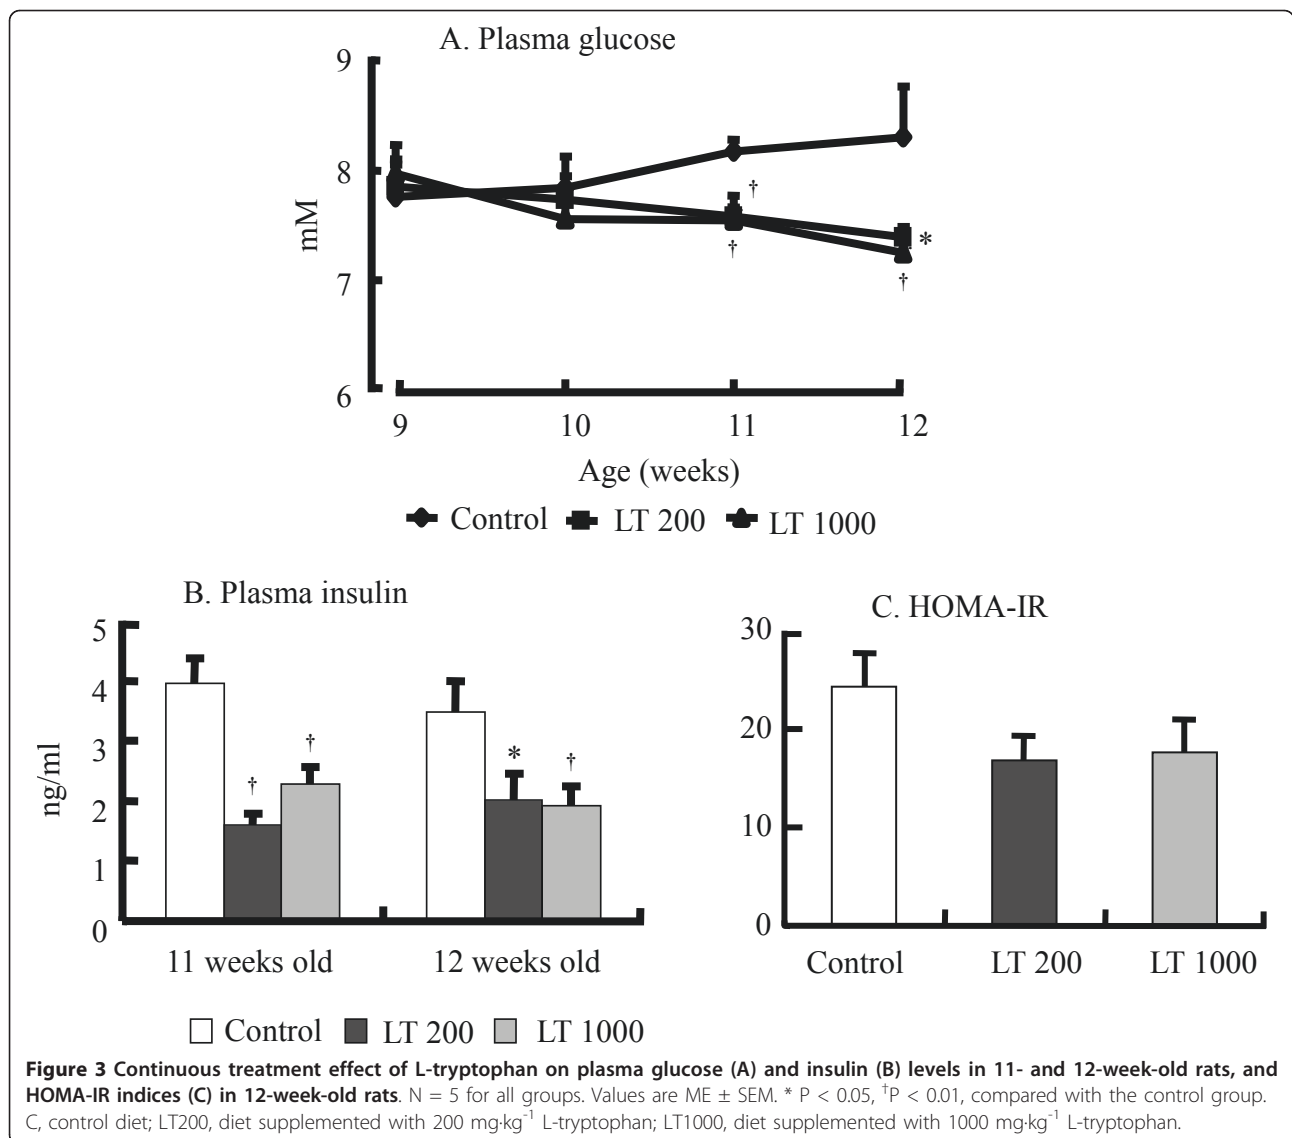 A. Plasma glucose
9
8
7
6
mM
9 10 11 12
†
†
*
†
Age (weeks)
Control LT 200 LT 1000
B. Plasma insulin
5
4
3
2
1
0
ng/ml
†
†
*
†
11 weeks old 12 weeks old
Control LT 200 LT 1000
C. HOMA-IR
30
20
10
0
Control LT 200 LT 1000
Figure 3 Continuous treatment effect of L-tryptophan on plasma glucose (A) and insulin (B) levels in 11- and 12-week-old rats, and
HOMA-IR indices (C) in 12-week-old rats. N = 5 for all groups. Values are ME ± SEM. * P < 0.05, †P < 0.01, compared with the control group.
C, control diet; LT200, diet supplemented with 200 mg·kg⁻¹ L-tryptophan; LT1000, diet supplemented with 1000 mg·kg⁻¹ L-tryptophan.